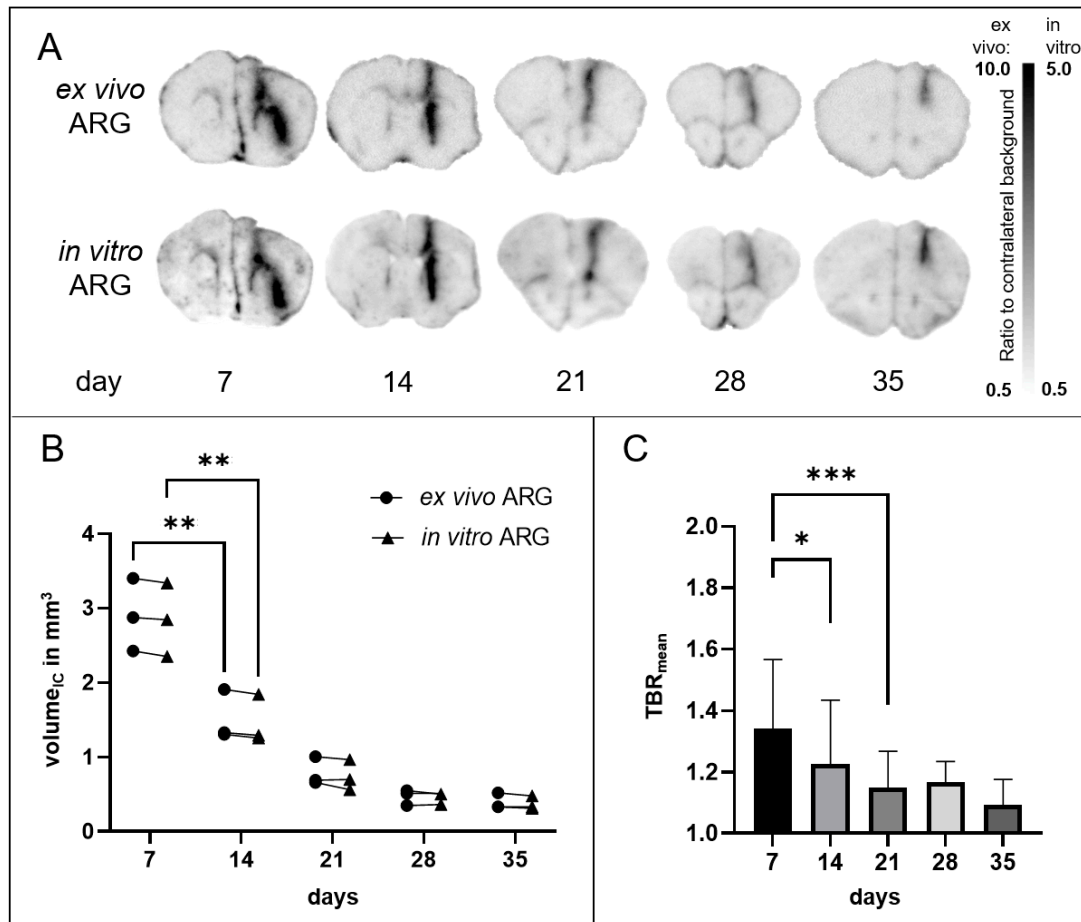 A
ex vivo ARG
in vitro ARG
day 7 14 21 28 35
ex vivo:
in vitro
10.0 5.0
Ratio to contralateral background
0.5 0.5
B
**
**
ex vivo ARG
in vitro ARG
volumeIC in mm³
4
3
2
1
0
7 14 21 28 35
days
C
***
*
TBRmean
2.0
1.8
1.6
1.4
1.2
1.0
7 14 21 28 35
days